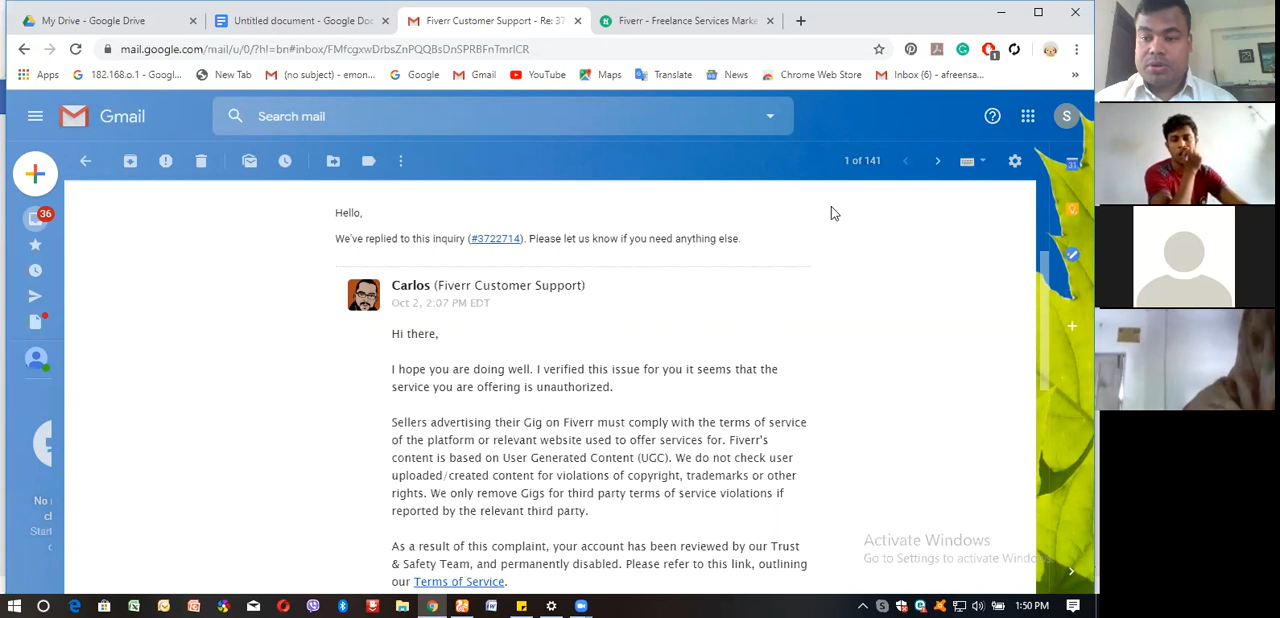 My Drive - Google Drive
Untitled document - Google Doc
Fiverr Customer Support - Re: 37
Fiverr - Freelance Services Marke
mail.google.com/mail/u/0/?hl=bn#inbox/FMfcgxwDrbsZnPQQBsDnSPRBFnTmrlCR
1
Apps
192.168.o.1 - Googl...
New Tab
(no subject) - emon...
Google
Gmail
YouTube
Maps
Translate
News
Chrome Web Store
Inbox (6) - afreensa...
»
Gmail
Search mail
S
1 of 141
31
36
Hello,
We've replied to this inquiry (#3722714). Please let us know if you need anything else.
Carlos (Fiverr Customer Support)
Oct 2, 2:07 PM EDT
Hi there,
I hope you are doing well. I verified this issue for you it seems that the
service you are offering is unauthorized.
Sellers advertising their Gig on Fiverr must comply with the terms of service
of the platform or relevant website used to offer services for. Fiverr's
content is based on User Generated Content (UGC). We do not check user
uploaded/created content for violations of copyright, trademarks or other
rights. We only remove Gigs for third party terms of service violations if
reported by the relevant third party.
As a result of this complaint, your account has been reviewed by our Trust
& Safety Team, and permanently disabled. Please refer to this link, outlining
our Terms of Service.
No
Start
Activate Windows
Go to Settings to activate Windows.
1:50 PM